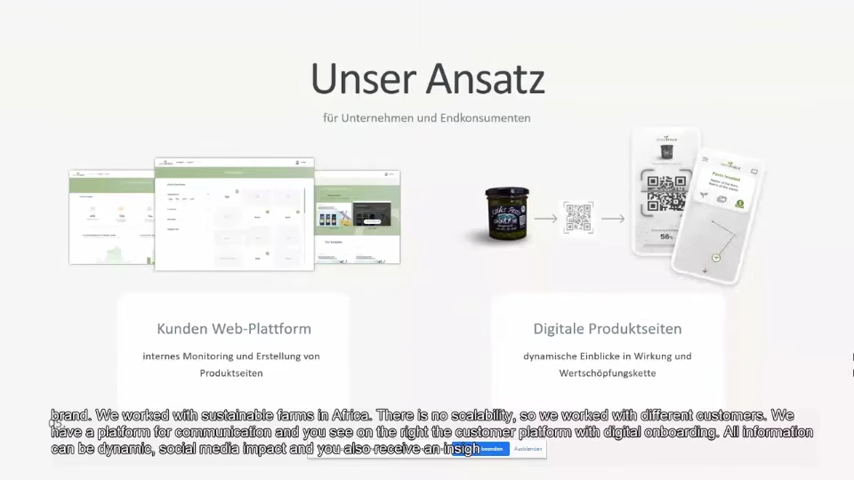 Unser Ansatz
für Unternehmen und Endkonsumenten
56%
Kunden Web-Plattform
internes Monitoring und Erstellung von
Produktseiten
Digitale Produktseiten
dynamische Einblicke in Wirkung und
Wertschöpfungskette
brand. We worked with sustainable farms in Africa. There is no scalability, so we worked with different customers. We
have a platform for communication and you see on the right the customer platform with digital onboarding. All information
can be dynamic, social media impact and you also receive an insigh
Ausblenden